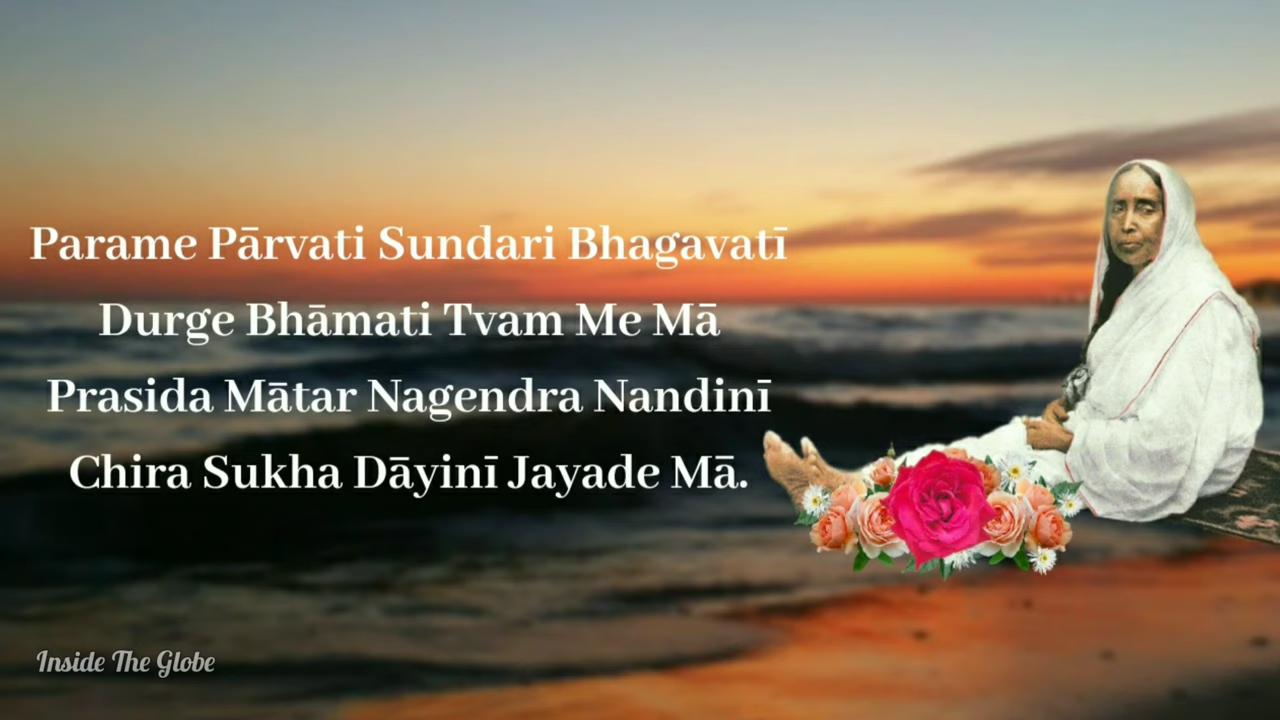 Parame Pārvati Sundari Bhagavatī
Durge Bhāmati Tvam Me Mā
Prasida Mātar Nagendra Nandinī
Chira Sukha Dāyinī Jayade Mā.
Inside The Globe